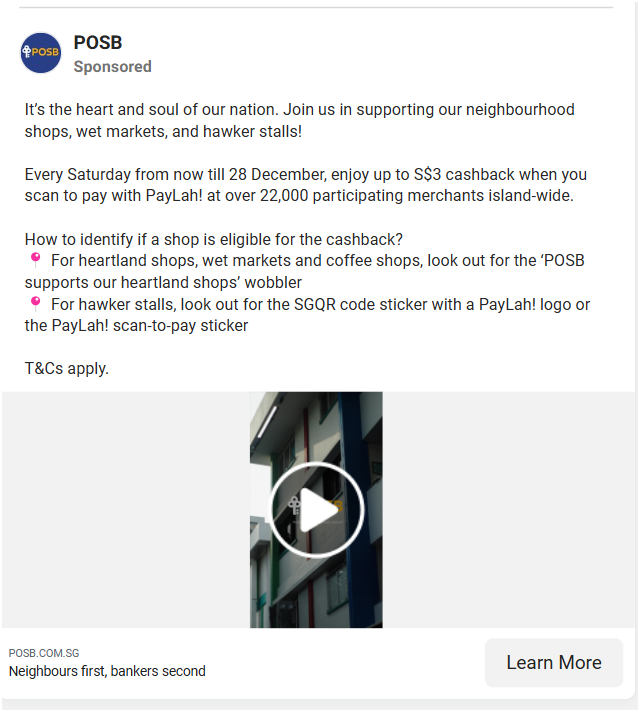 POSB
POSB
Sponsored
It’s the heart and soul of our nation. Join us in supporting our neighbourhood
shops, wet markets, and hawker stalls!
Every Saturday from now till 28 December, enjoy up to S$3 cashback when you
scan to pay with PayLah! at over 22,000 participating merchants island-wide.
How to identify if a shop is eligible for the cashback?
📍 For heartland shops, wet markets and coffee shops, look out for the ‘POSB
supports our heartland shops’ wobbler
📍 For hawker stalls, look out for the SGQR code sticker with a PayLah! logo or
the PayLah! scan-to-pay sticker
T&Cs apply.
POSB.COM.SG
Neighbours first, bankers second
Learn More